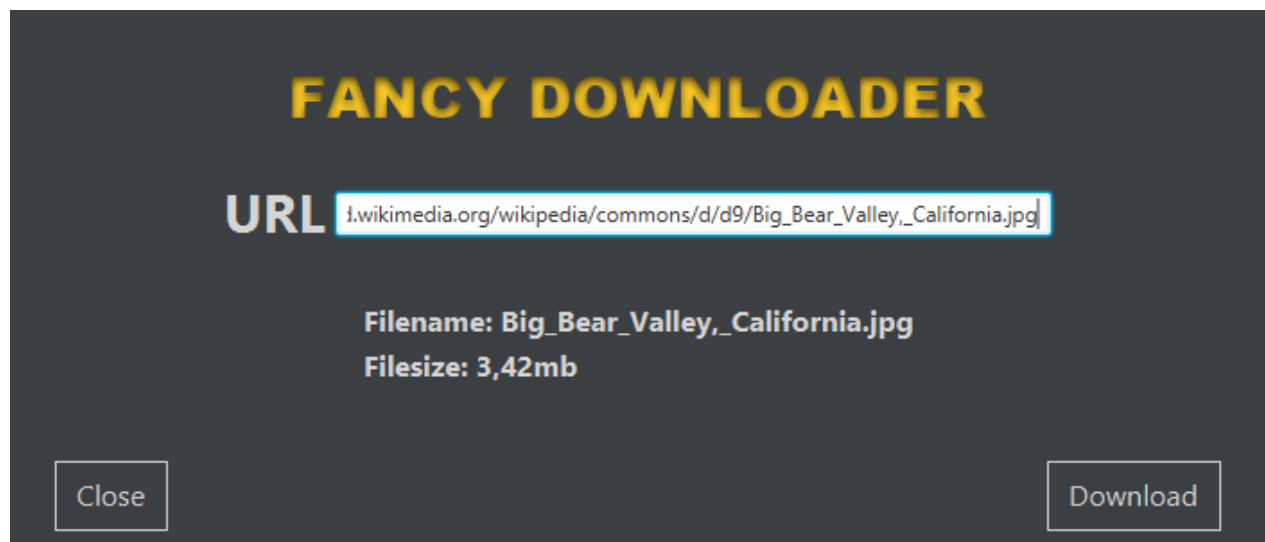 FANCY DOWNLOADER
URL d.wikimedia.org/wikipedia/commons/d/d9/Big_Bear_Valley,_California.jpg
Filename: Big_Bear_Valley,_California.jpg
Filesize: 3,42mb
Close Download